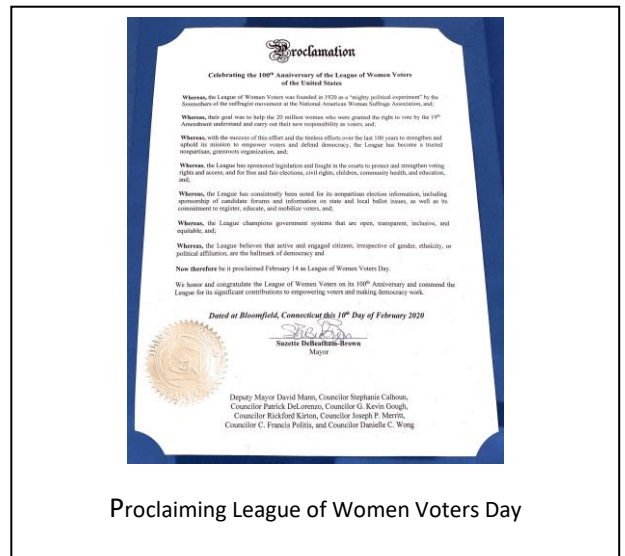 Proclamation
Celebrating the 100th Anniversary of the League of Women Voters
of the United States
Whereas, the League of Women Voters was founded in 1920 as a "mighty political experiment" by the
foremothers of the suffragist movement at the National American Woman Suffrage Association, and;
Whereas, their goal was to help the 20 million women who were granted the right to vote by the 19th
Amendment understand and carry out their new responsibility as voters, and;
Whereas, with the success of this effort and the tireless efforts over the last 100 years to strengthen and
uphold its mission to empower voters and defend democracy, the League has become a trusted
nonpartisan, grassroots organization, and;
Whereas, the League has sponsored legislation and fought in the courts to protect and strengthen voting
rights and access, and for free and fair elections, civil rights, children, community health, and education,
and;
Whereas, the League has consistently been noted for its nonpartisan election information, including
sponsorship of candidate forums and information on state and local ballot issues, as well as its
commitment to register, educate, and mobilize voters, and;
Whereas, the League champions government systems that are open, transparent, inclusive, and
equitable, and;
Whereas, the League believes that active and engaged citizens, irrespective of gender, ethnicity, or
political affiliation, are the hallmark of democracy and
Now therefore be it proclaimed February 14 as League of Women Voters Day.
We honor and congratulate the League of Women Voters on its 100th Anniversary and commend the
League for its significant contributions to empowering voters and making democracy work.
Dated at Bloomfield, Connecticut this 10th Day of February 2020
Suzette DeBeatham-Brown
Mayor
Deputy Mayor David Mann, Councilor Stephanie Calhoun,
Councilor Patrick DeLorenzo, Councilor G. Kevin Gough,
Councilor Rickford Kirton, Councilor Joseph P. Merritt,
Councilor C. Francis Politis, and Councilor Danielle C. Wong
Proclaiming League of Women Voters Day